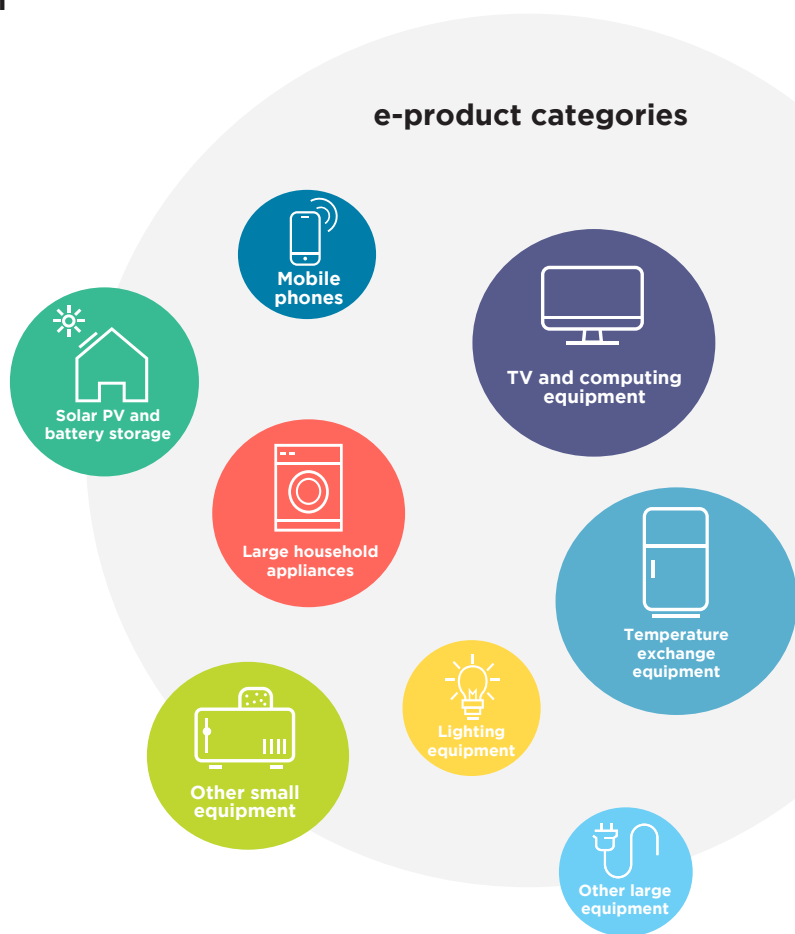 e-product categories
Mobile
phones
TV and computing
equipment
Solar PV and
battery storage
Large household
appliances
Temperature
exchange
equipment
Lighting
equipment
Other small
equipment
Other large
equipment